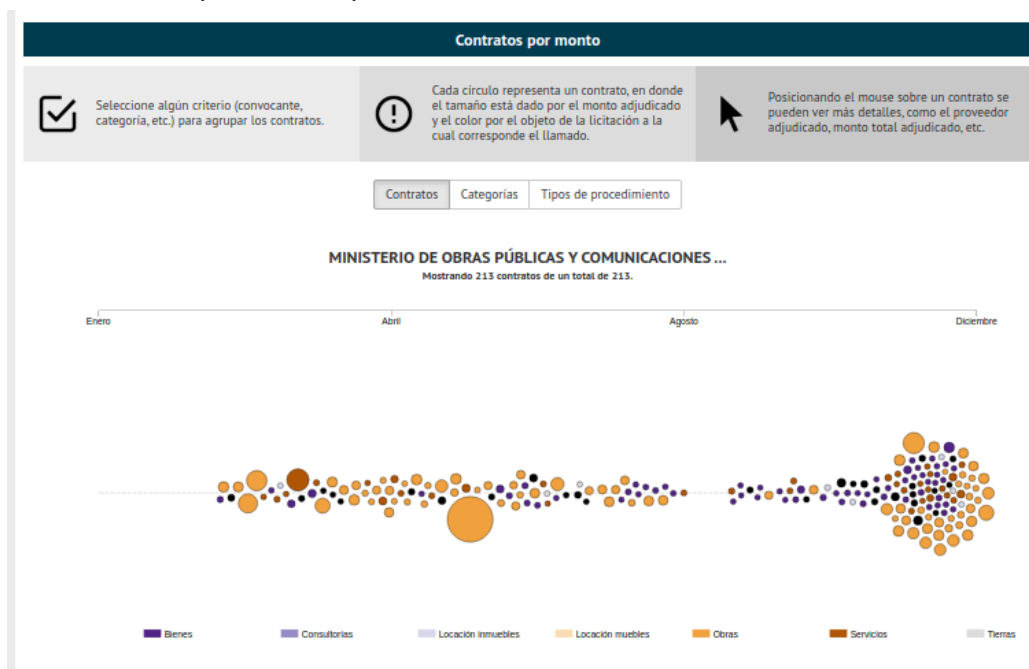 Contratos por monto
Seleccione algún criterio (convocante,
categoría, etc.) para agrupar los contratos.
Cada círculo representa un contrato, en donde
el tamaño está dado por el monto adjudicado
y el color por el objeto de la licitación a la
cual corresponde el llamado.
Posicionando el mouse sobre un contrato se
pueden ver más detalles, como el proveedor
adjudicado, monto total adjudicado, etc.
Contratos Categorías Tipos de procedimiento
MINISTERIO DE OBRAS PÚBLICAS Y COMUNICACIONES ...
Mostrando 213 contratos de un total de 213.
Enero Abril Agosto Diciembre
Bienes Consultorias Locación inmuebles Locación muebles Obras Servicios Tierras